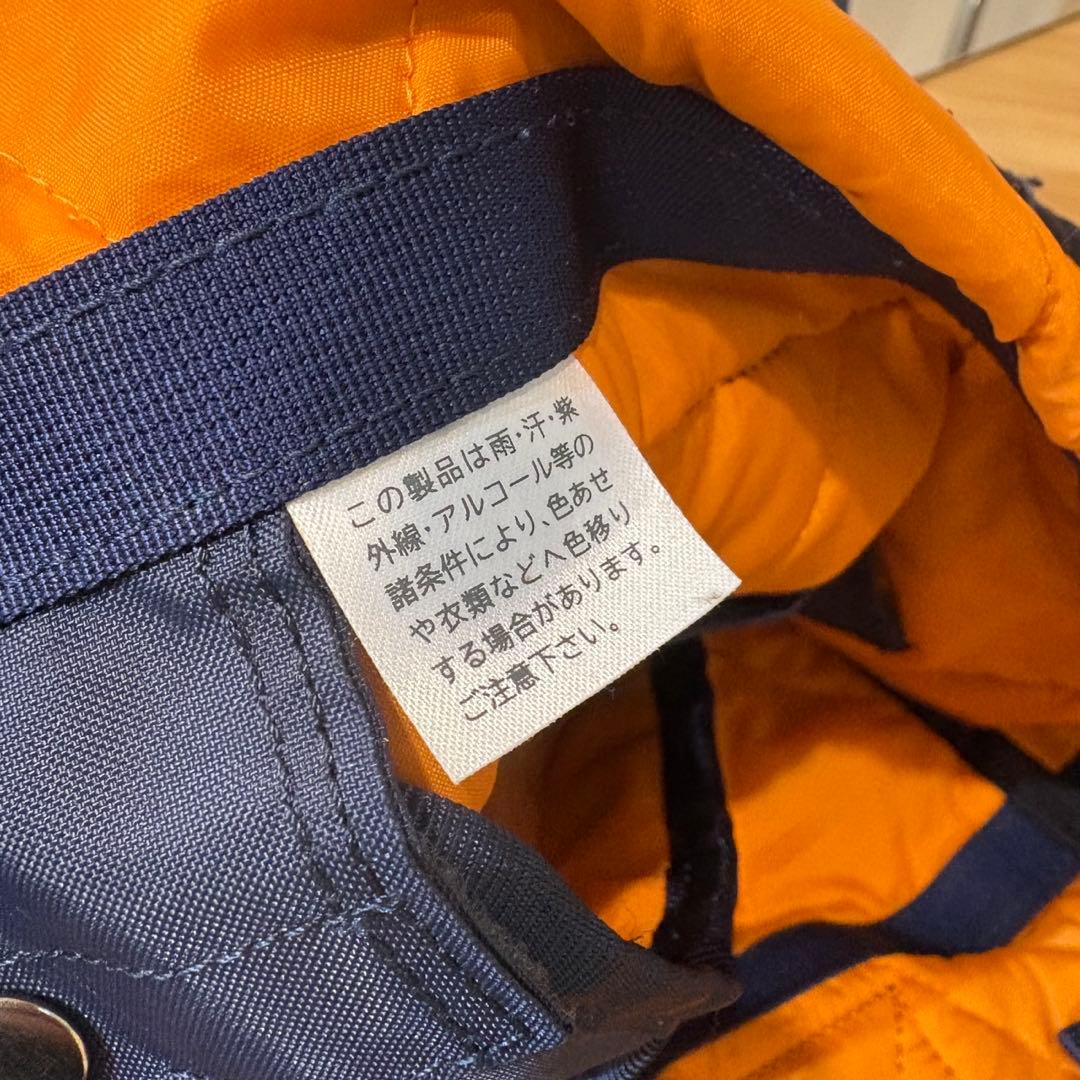 この製品は雨・汗・紫
外線・アルコール等の
諸条件により、色あせ
や衣類などへ色移り
する場合があります。
ご注意下さい。